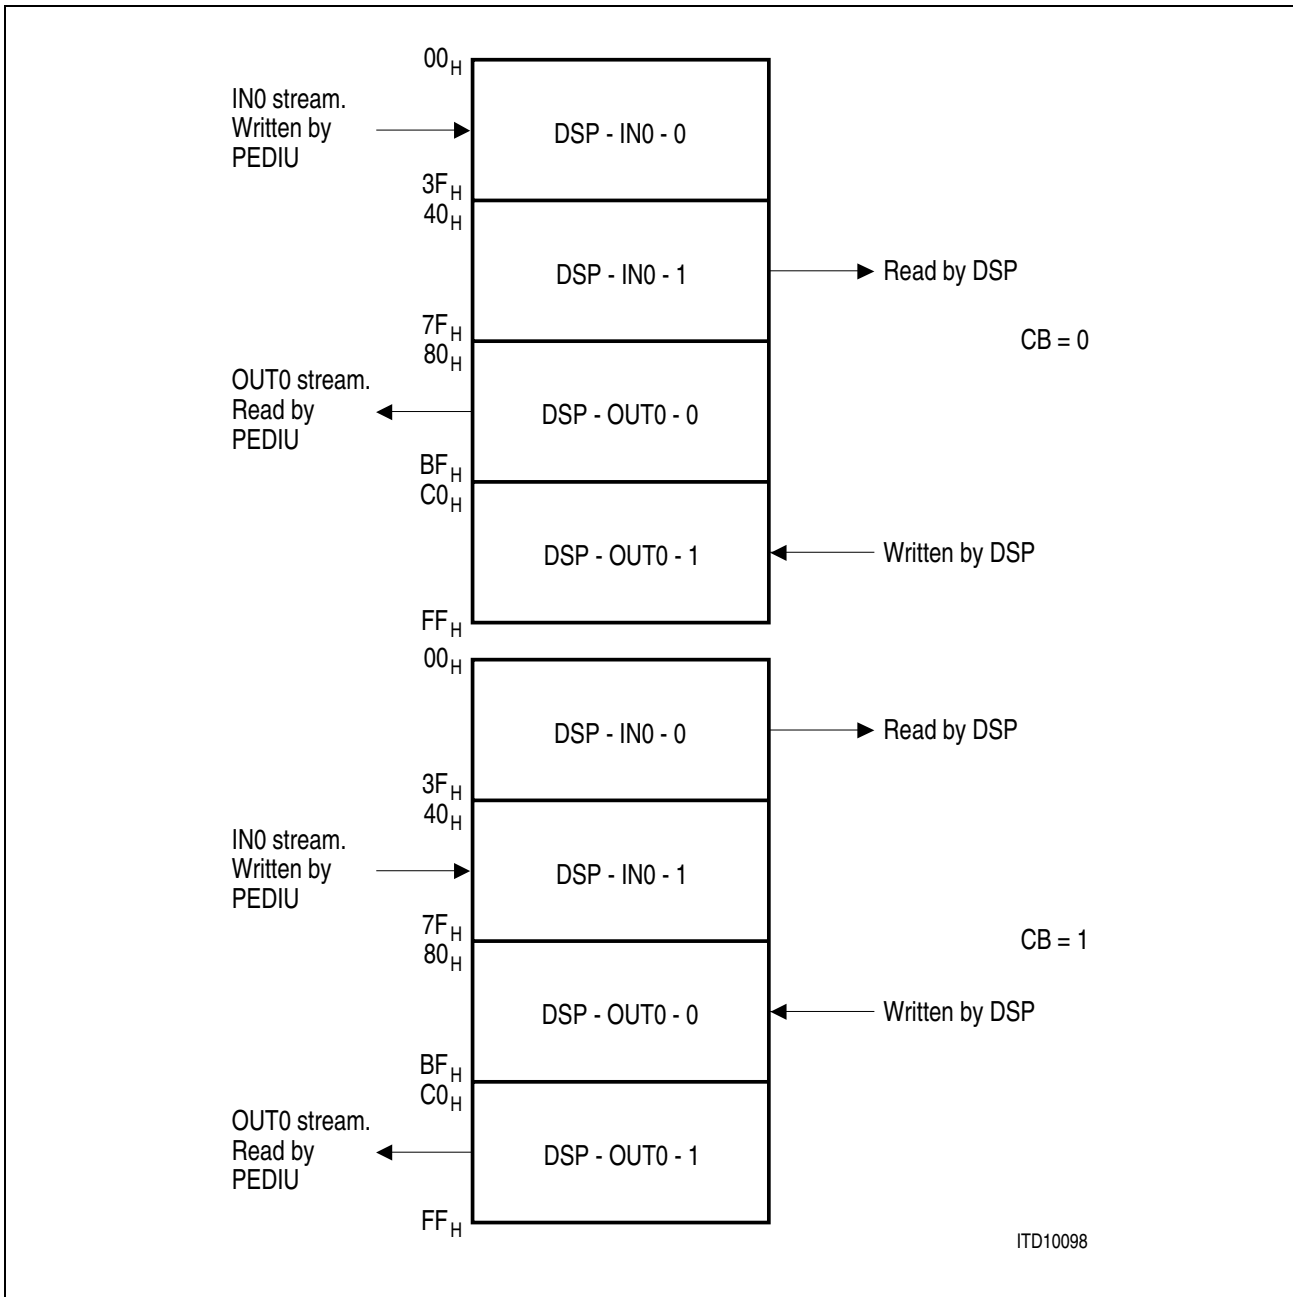 00H
IN0 stream.
Written by
PEDIU
DSP - IN0 - 0
3FH
40H
DSP - IN0 - 1
Read by DSP
7FH
80H
CB = 0
OUT0 stream.
Read by
PEDIU
DSP - OUT0 - 0
BFH
C0H
DSP - OUT0 - 1
Written by DSP
FFH
00H
DSP - IN0 - 0
Read by DSP
3FH
40H
IN0 stream.
Written by
PEDIU
DSP - IN0 - 1
7FH
80H
CB = 1
DSP - OUT0 - 0
Written by DSP
BFH
C0H
OUT0 stream.
Read by
PEDIU
DSP - OUT0 - 1
FFH
ITD10098